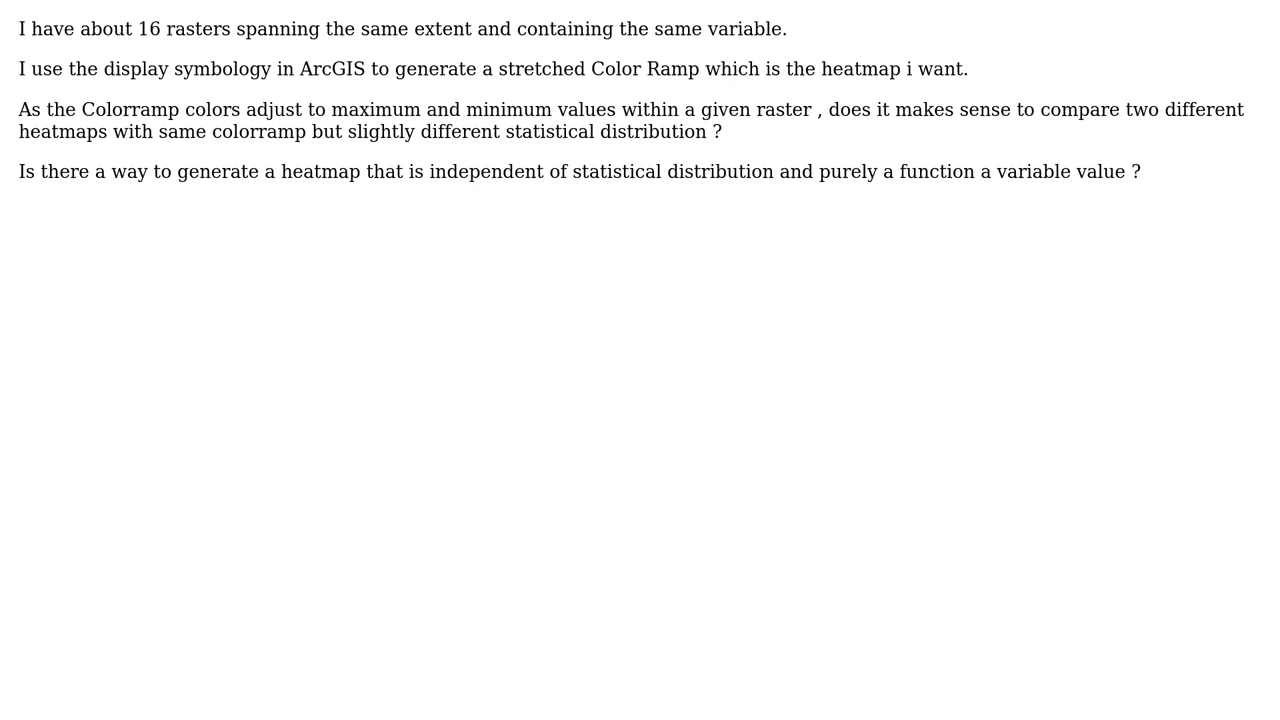 I have about 16 rasters spanning the same extent and containing the same variable.
I use the display symbology in ArcGIS to generate a stretched Color Ramp which is the heatmap i want.
As the Colorramp colors adjust to maximum and minimum values within a given raster , does it makes sense to compare two different
heatmaps with same colorramp but slightly different statistical distribution ?
Is there a way to generate a heatmap that is independent of statistical distribution and purely a function a variable value ?